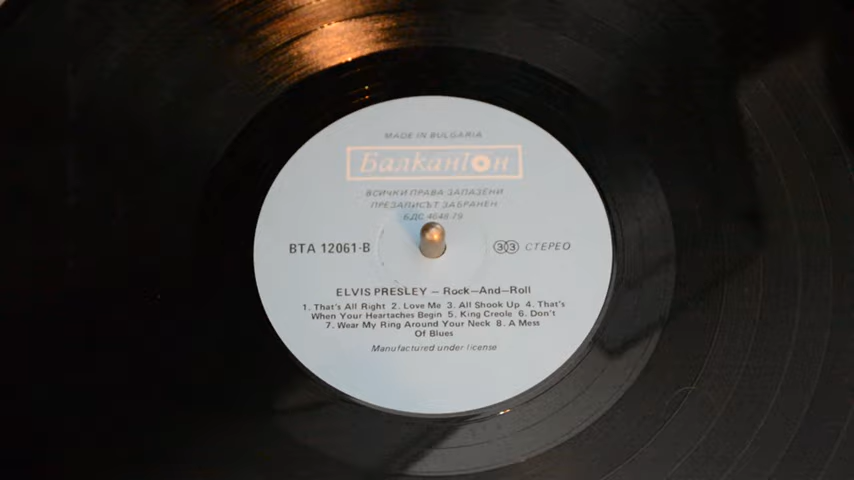 MADE IN BULGARIA
Балкантон
ВСИЧКИ ПРАВА ЗАПАЗЕНИ
ПРЕЗАПИСЪТ ЗАБРАНЕН
БДС 4648-79
ВТА 12061-В
33 СТЕРЕО
ELVIS PRESLEY – Rock–And–Roll
1. That's All Right 2. Love Me 3. All Shook Up 4. That's
When Your Heartaches Begin 5. King Creole 6. Don't
7. Wear My Ring Around Your Neck 8. A Mess
Of Blues
Manufactured under license